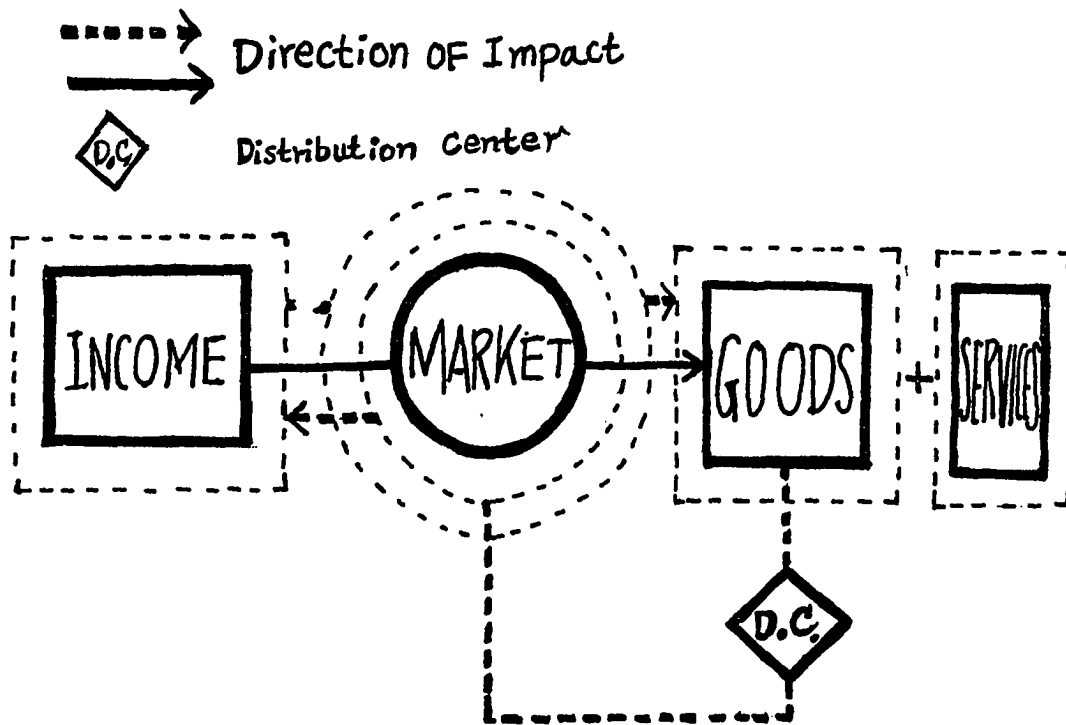 Direction OF Impact
D.C.
Distribution Center
INCOME
MARKET
GOODS
+
SERVICES
D.C.